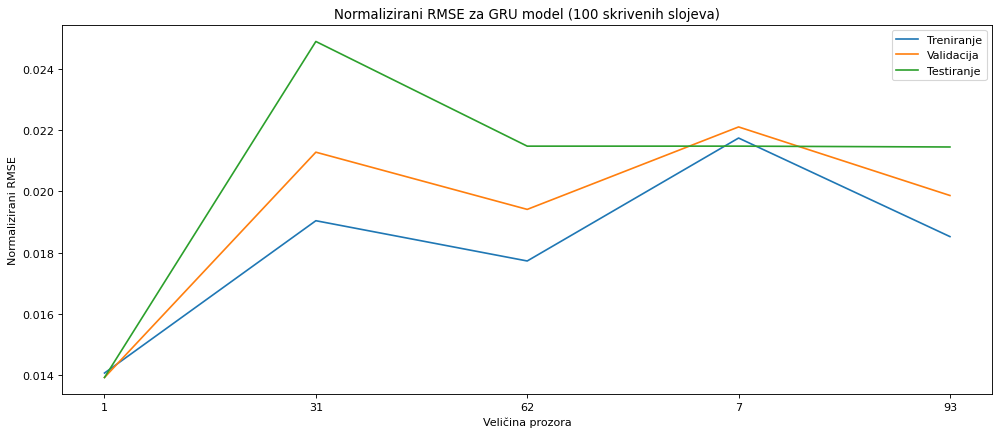 Normalizirani RMSE za GRU model (100 skrivenih slojeva)
Treniranje
Validacija
Testiranje
Normalizirani RMSE
0.024
0.022
0.020
0.018
0.016
0.014
1 31 62 7 93
Veličina prozora